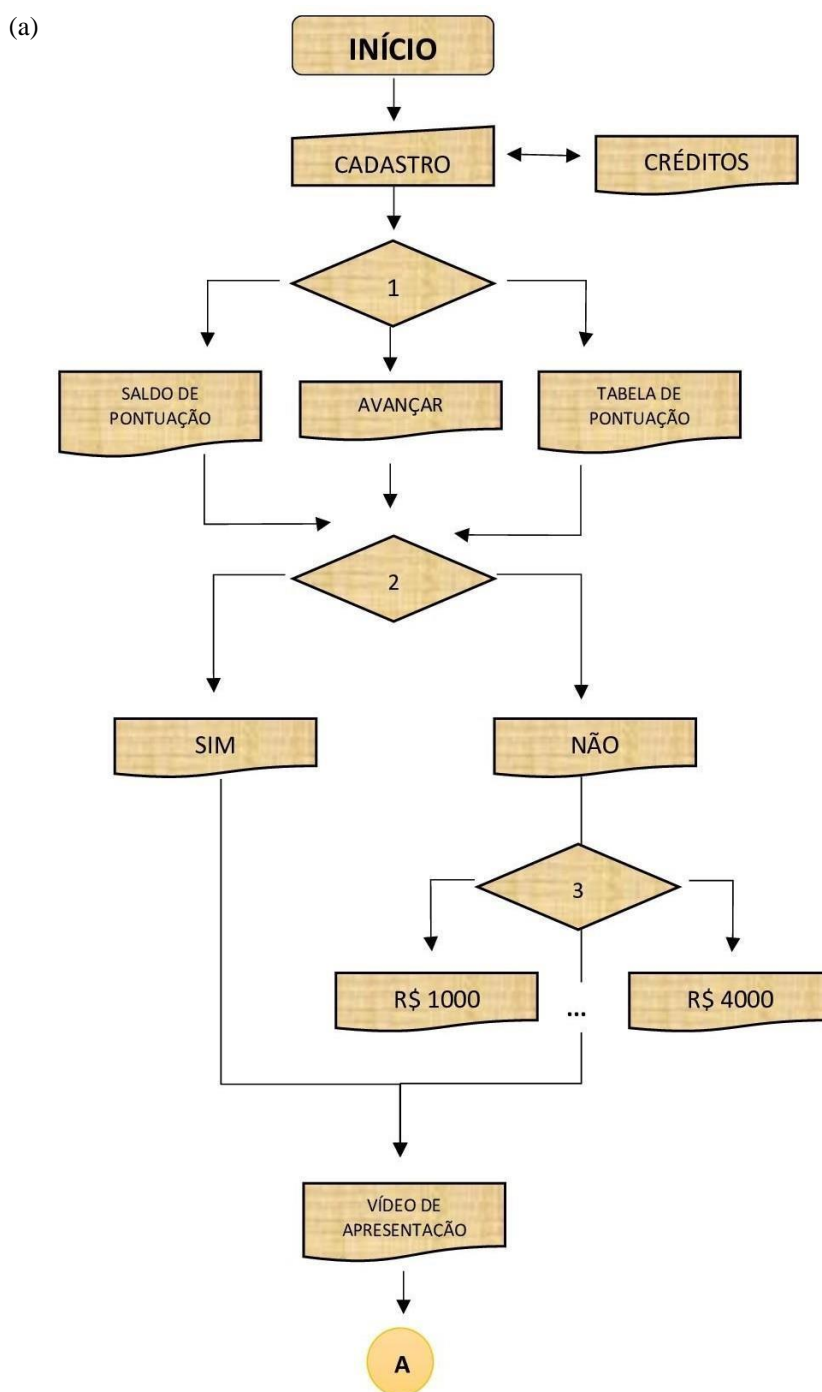 (a)
INÍCIO
CADASTRO
CRÉDITOS
1
SALDO DE
PONTUAÇÃO
AVANÇAR
TABELA DE
PONTUAÇÃO
2
SIM
NÃO
3
R$ 1000
...
R$ 4000
VÍDEO DE
APRESENTAÇÃO
A